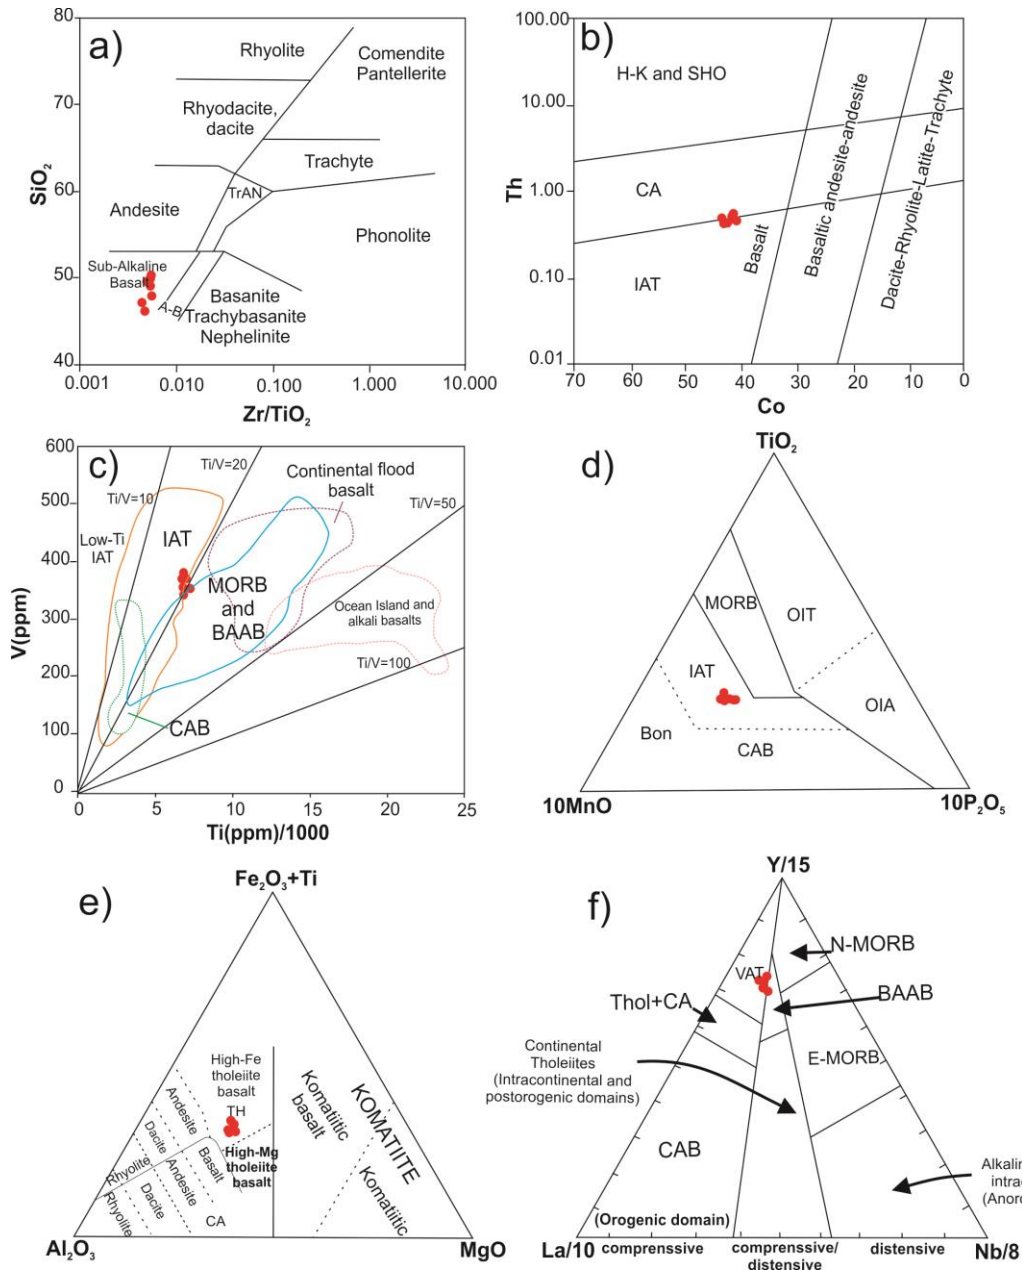 a)
80
70
60
50
40
SiO₂
Rhyolite
Comendite
Pantellerite
Rhyodacite,
dacite
Trachyte
TrAN
Andesite
Phonolite
Sub-Alkaline
Basalt
A-B
Basanite
Trachybasanite
Nephelinite
0.001
0.010
0.100
1.000
10.000
Zr/TiO₂
b)
100.00
10.00
1.00
0.10
0.01
Th
H-K and SHO
CA
IAT
Basalt
Basaltic andesite-andesite
Dacite-Rhyolite-Latite-Trachyte
70
60
50
40
30
20
10
0
Co
c)
600
500
400
300
200
100
0
V(ppm)
Ti/V=10
Ti/V=20
Continental flood
basalt
Ti/V=50
Low-Ti
IAT
IAT
MORB
and
BAAB
Ocean Island and
alkali basalts
Ti/V=100
CAB
0
5
10
15
20
25
Ti(ppm)/1000
d)
TiO₂
MORB
OIT
IAT
OIA
Bon
CAB
10MnO
10P₂O₅
e)
Fe₂O₃+Ti
High-Fe
tholeiite
basalt
TH
Andesite
Dacite
Rhyolite
High-Mg
tholeiite
basalt
Basalt
Andesite
Dacite
Rhyolite
CA
Komatiitic
basalt
KOMATIITE
Komatiitic
Al₂O₃
MgO
f)
Y/15
N-MORB
VAT
BAAB
Thol+CA
Continental
Tholeiites
(Intracontinental and
postorogenic domains)
E-MORB
CAB
Alkalin
intrac
(Anoro
(Orogenic domain)
La/10
comprenssive
comprenssive/
distensive
distensive
Nb/8